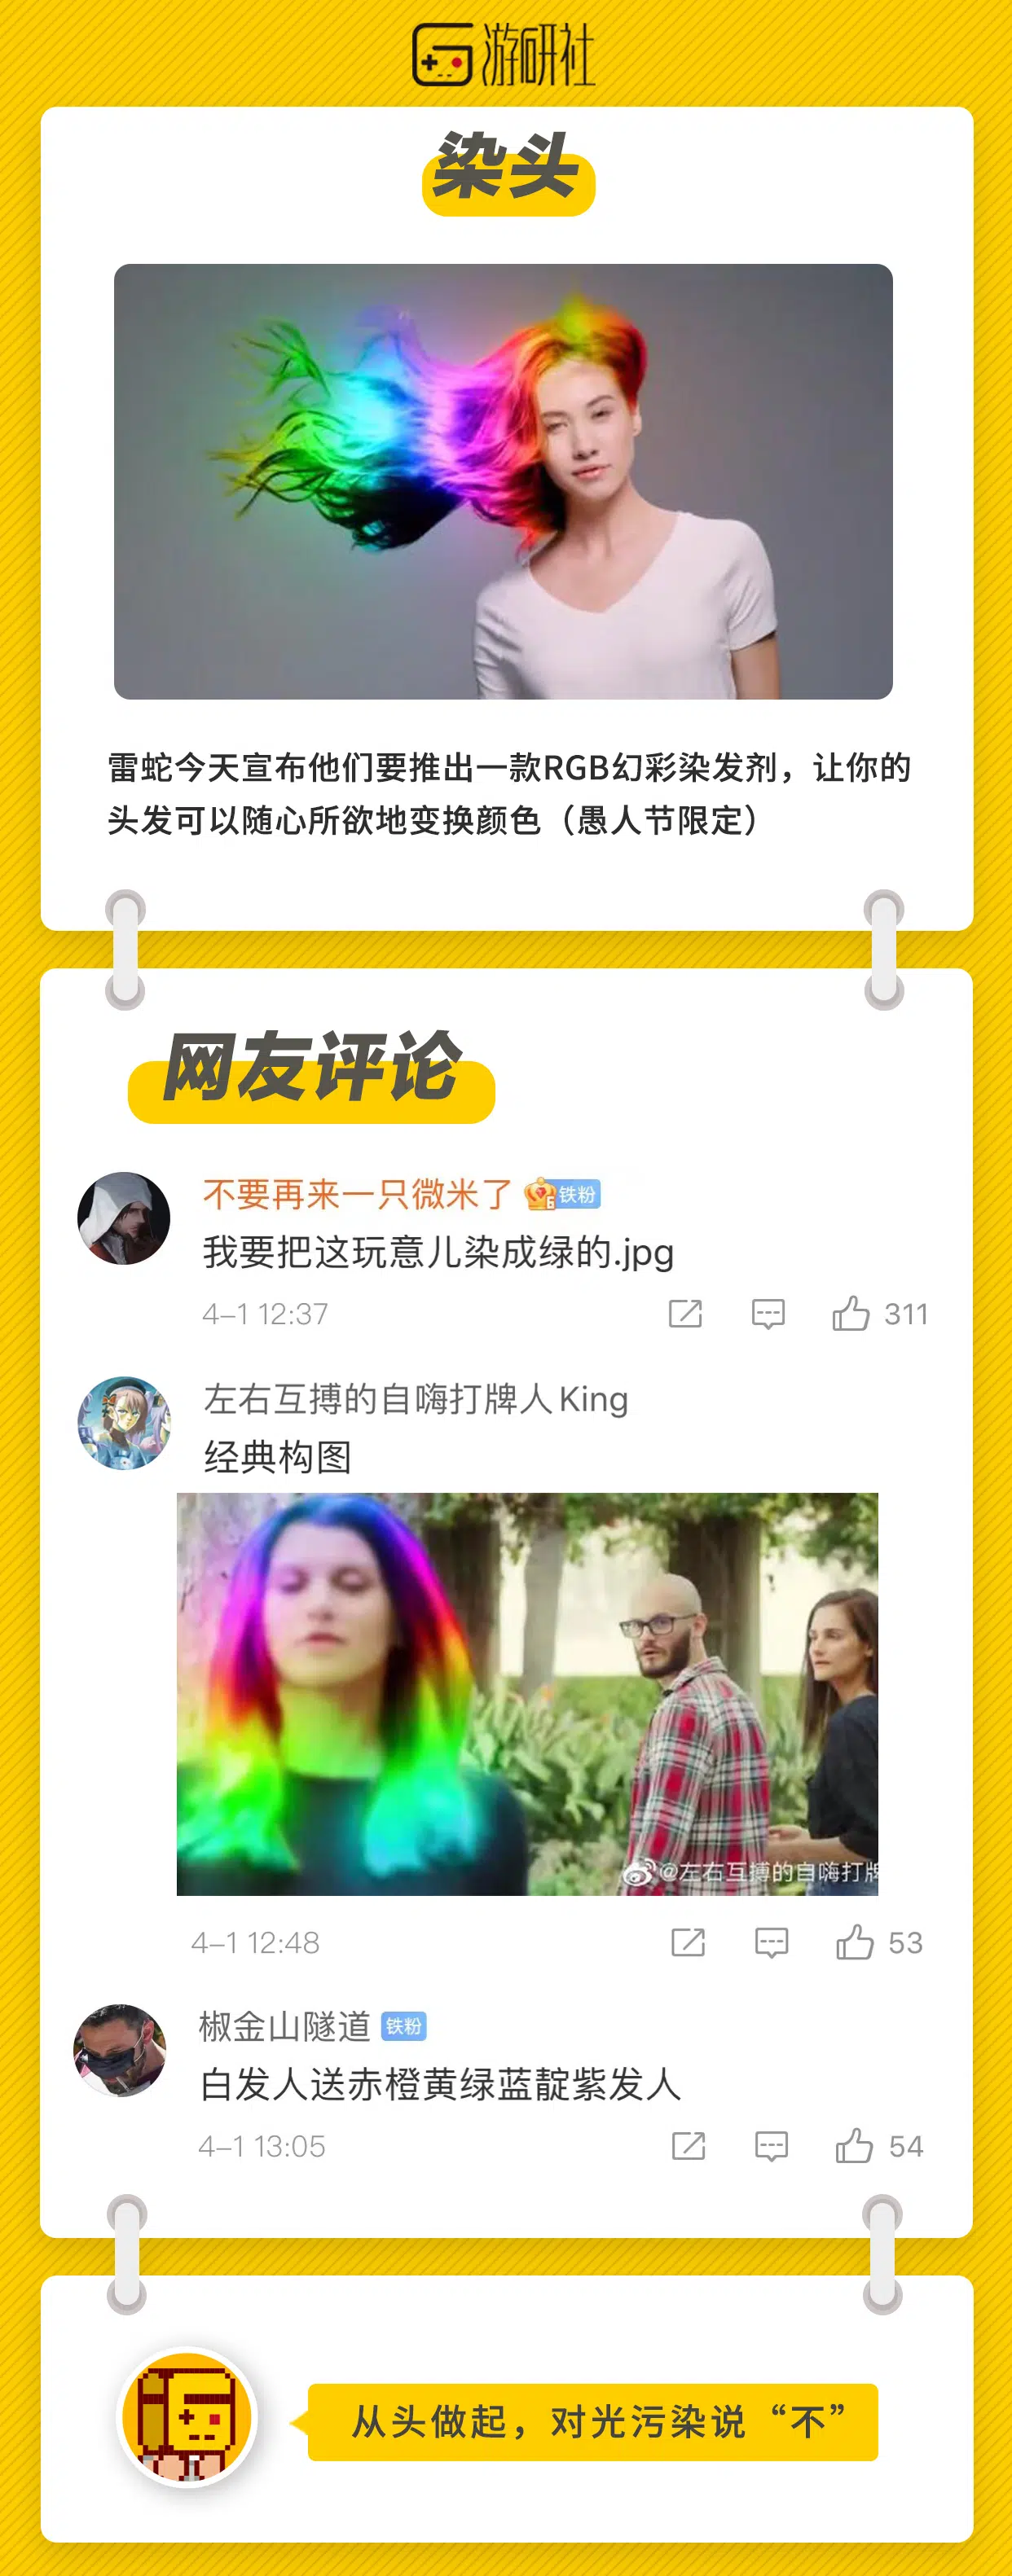 游研社
染头
雷蛇今天宣布他们要推出一款RGB幻彩染发剂，让你的
头发可以随心所欲地变换颜色（愚人节限定）
网友评论
不要再来一只微米了 6 铁粉
我要把这玩意儿染成绿的.jpg
4-1 12:37 311
左右互搏的自嗨打牌人King
经典构图
@左右互搏的自嗨打牌
4-1 12:48 53
椒金山隧道 铁粉
白发人送赤橙黄绿蓝靛紫发人
4-1 13:05 54
从头做起，对光污染说“不”